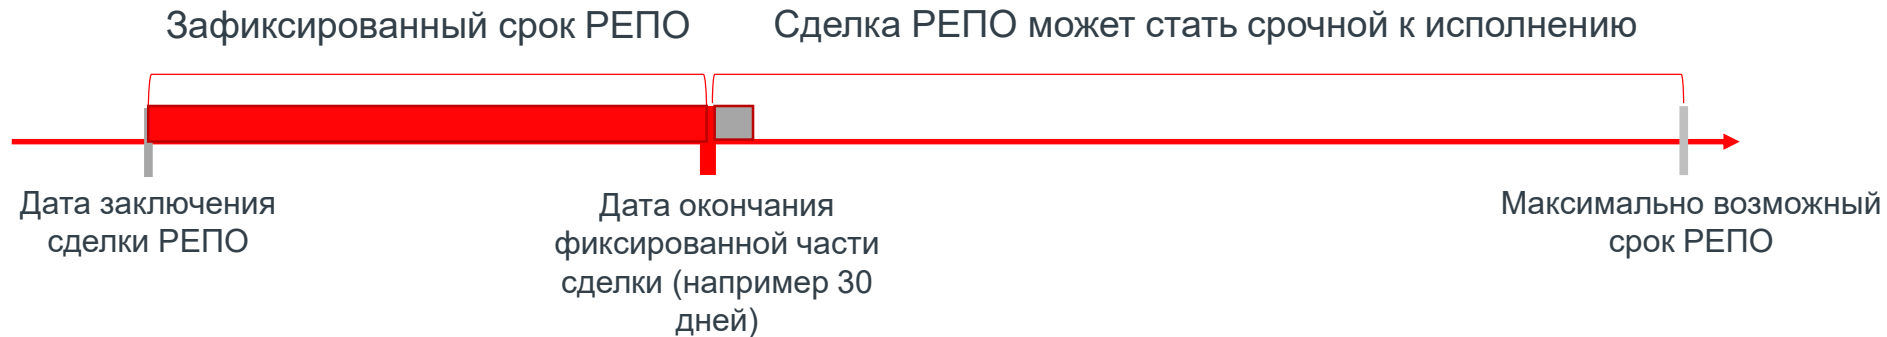 Зафиксированный срок РЕПО
Сделка РЕПО может стать срочной к исполнению
Дата заключения
сделки РЕПО
Дата окончания
фиксированной части
сделки (например 30
дней)
Максимально возможный
срок РЕПО